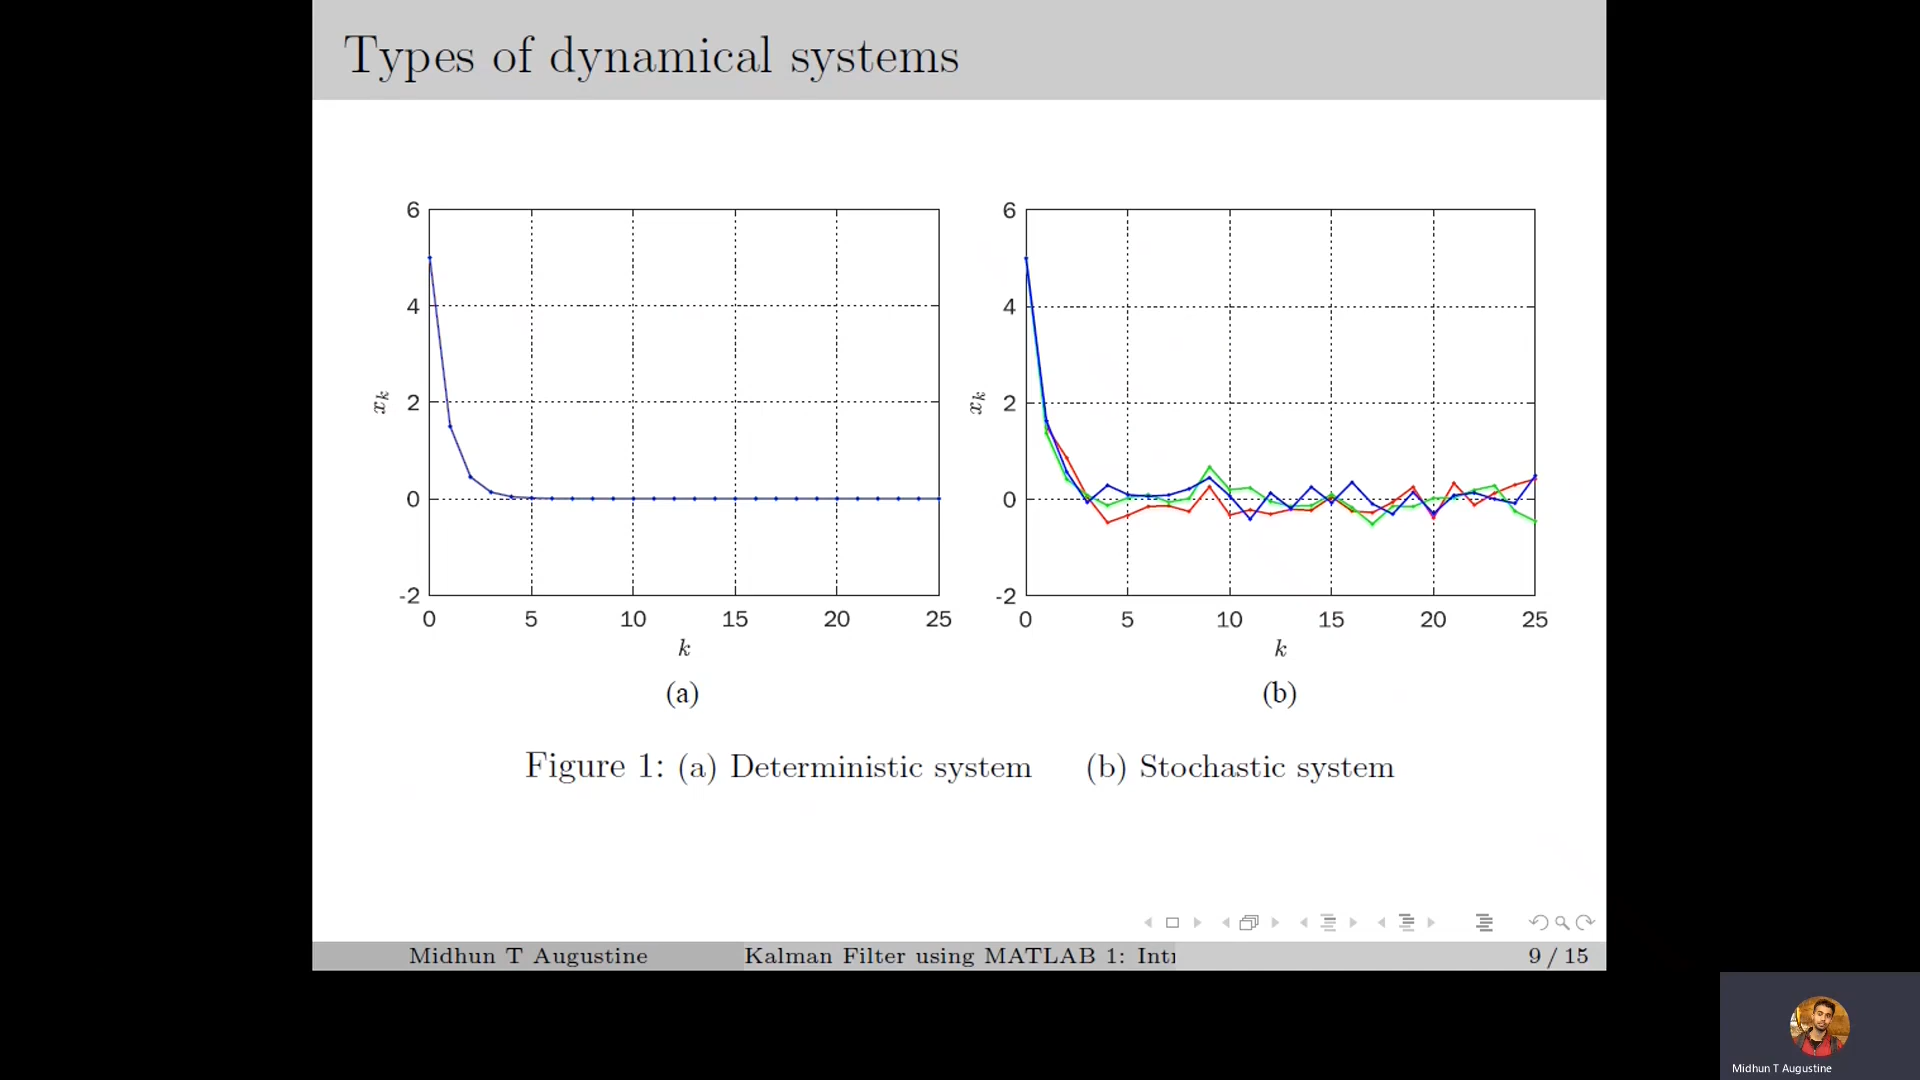 Types of dynamical systems
6
4
2
0
-2
x_k
0 5 10 15 20 25
k
(a)
6
4
2
0
-2
x_k
0 5 10 15 20 25
k
(b)
Figure 1: (a) Deterministic system (b) Stochastic system
Midhun T Augustine Kalman Filter using MATLAB 1: Intr 9 / 15
Midhun T Augustine